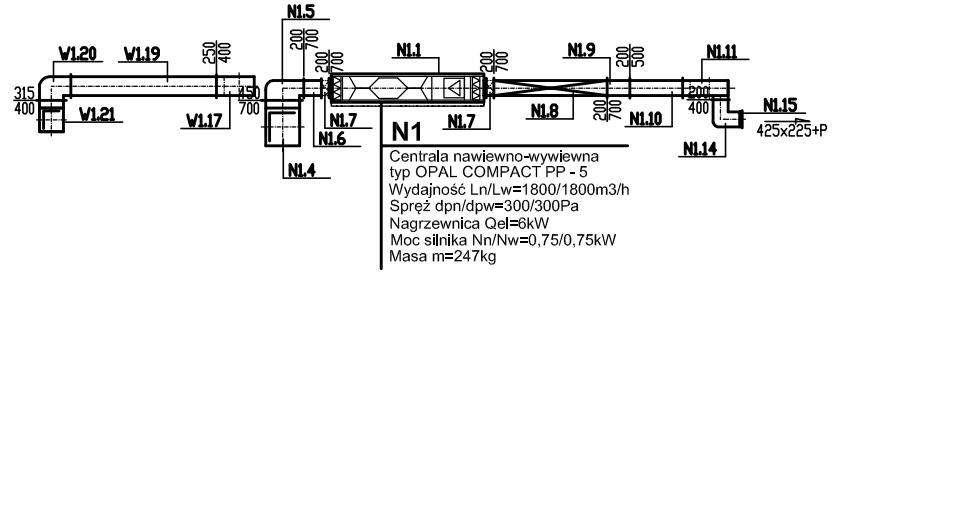 N1.5
W1.20
W1.19
250
400
200
700
200
700
N1.1
200
700
N1.9
200
500
N1.11
315
400
W1.21
W1.17
450
700
N1.7
N1.6
N1.4
N1.7
N1.8
200
700
N1.10
200
400
N1.14
N1.15
425x225+P
N1
Centrala nawiewno-wywiewna
typ OPAL COMPACT PP - 5
Wydajność Ln/Lw=1800/1800m3/h
Spręż dpn/dpw=300/300Pa
Nagrzewnica Qel=6kW
Moc silnika Nn/Nw=0,75/0,75kW
Masa m=247kg